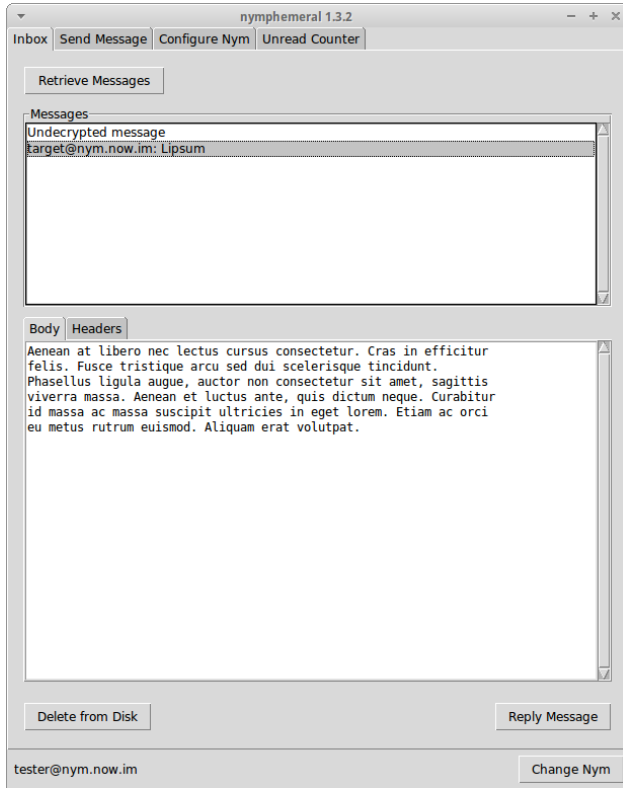 nymphemeral 1.3.2
Inbox Send Message Configure Nym Unread Counter
Retrieve Messages
Messages
Undecrypted message
target@nym.now.im: Lipsum
Body Headers
Aenean at libero nec lectus cursus consectetur. Cras in efficitur
felis. Fusce tristique arcu sed dui scelerisque tincidunt.
Phasellus ligula augue, auctor non consectetur sit amet, sagittis
viverra massa. Aenean et luctus ante, quis dictum neque. Curabitur
id massa ac massa suscipit ultricies in eget lorem. Etiam ac orci
eu metus rutrum euismod. Aliquam erat volutpat.
Delete from Disk Reply Message
tester@nym.now.im Change Nym